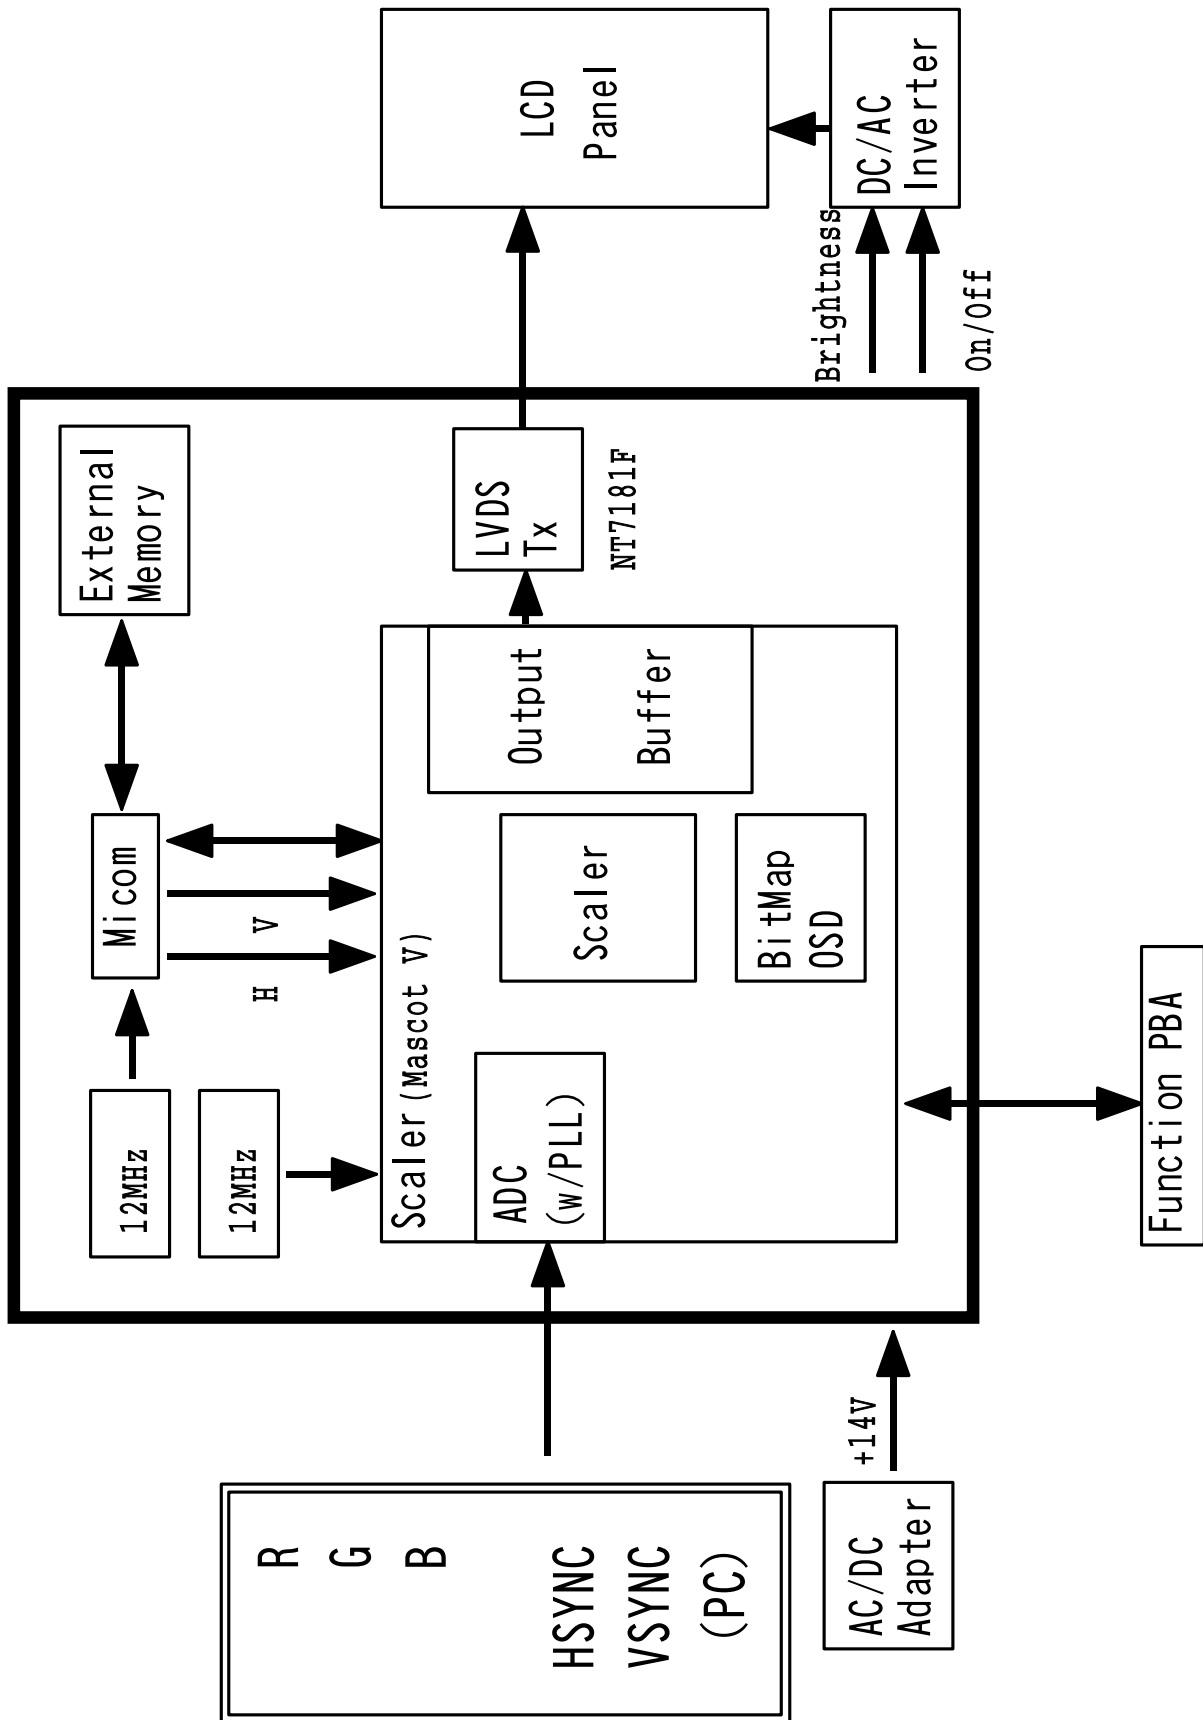 R
G
B
HSYNC
VSYNC
(PC)
AC/DC
Adapter
+14V
12MHz
12MHz
Micom
External
Memory
H
V
Scaler(Mascot V)
ADC
(w/PLL)
Scaler
BitMap
OSD
Output
Buffer
LVDS
Tx
NT7181F
Function PBA
LCD
Panel
Brightness
On/Off
DC/AC
Inverter